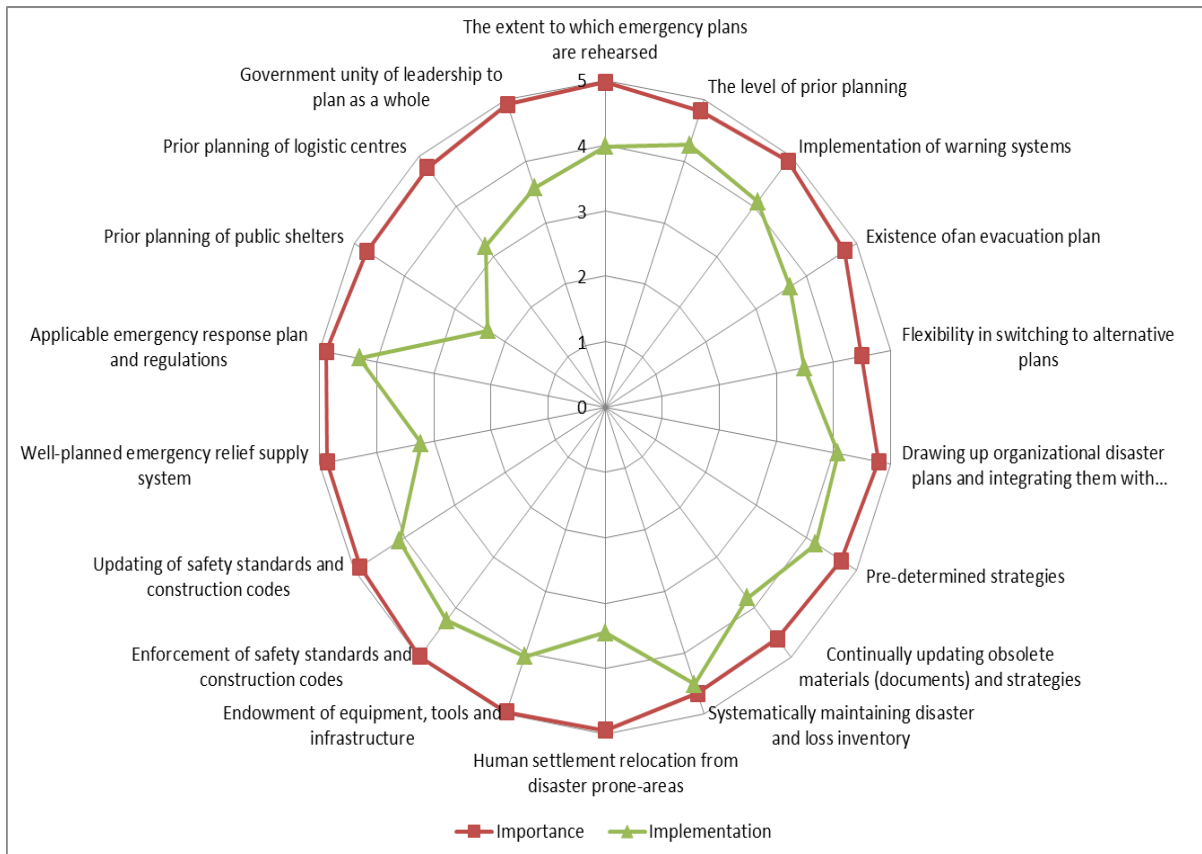 The extent to which emergency plans
are rehearsed
The level of prior planning
Implementation of warning systems
Existence ofan evacuation plan
Flexibility in switching to alternative
plans
Drawing up organizational disaster
plans and integrating them with...
Pre-determined strategies
Continually updating obsolete
materials (documents) and strategies
Systematically maintaining disaster
and loss inventory
Human settlement relocation from
disaster prone-areas
Endowment of equipment, tools and
infrastructure
Enforcement of safety standards and
construction codes
Updating of safety standards and
construction codes
Well-planned emergency relief supply
system
Applicable emergency response plan
and regulations
Prior planning of public shelters
Prior planning of logistic centres
Government unity of leadership to
plan as a whole
5
4
3
2
1
0
Importance
Implementation